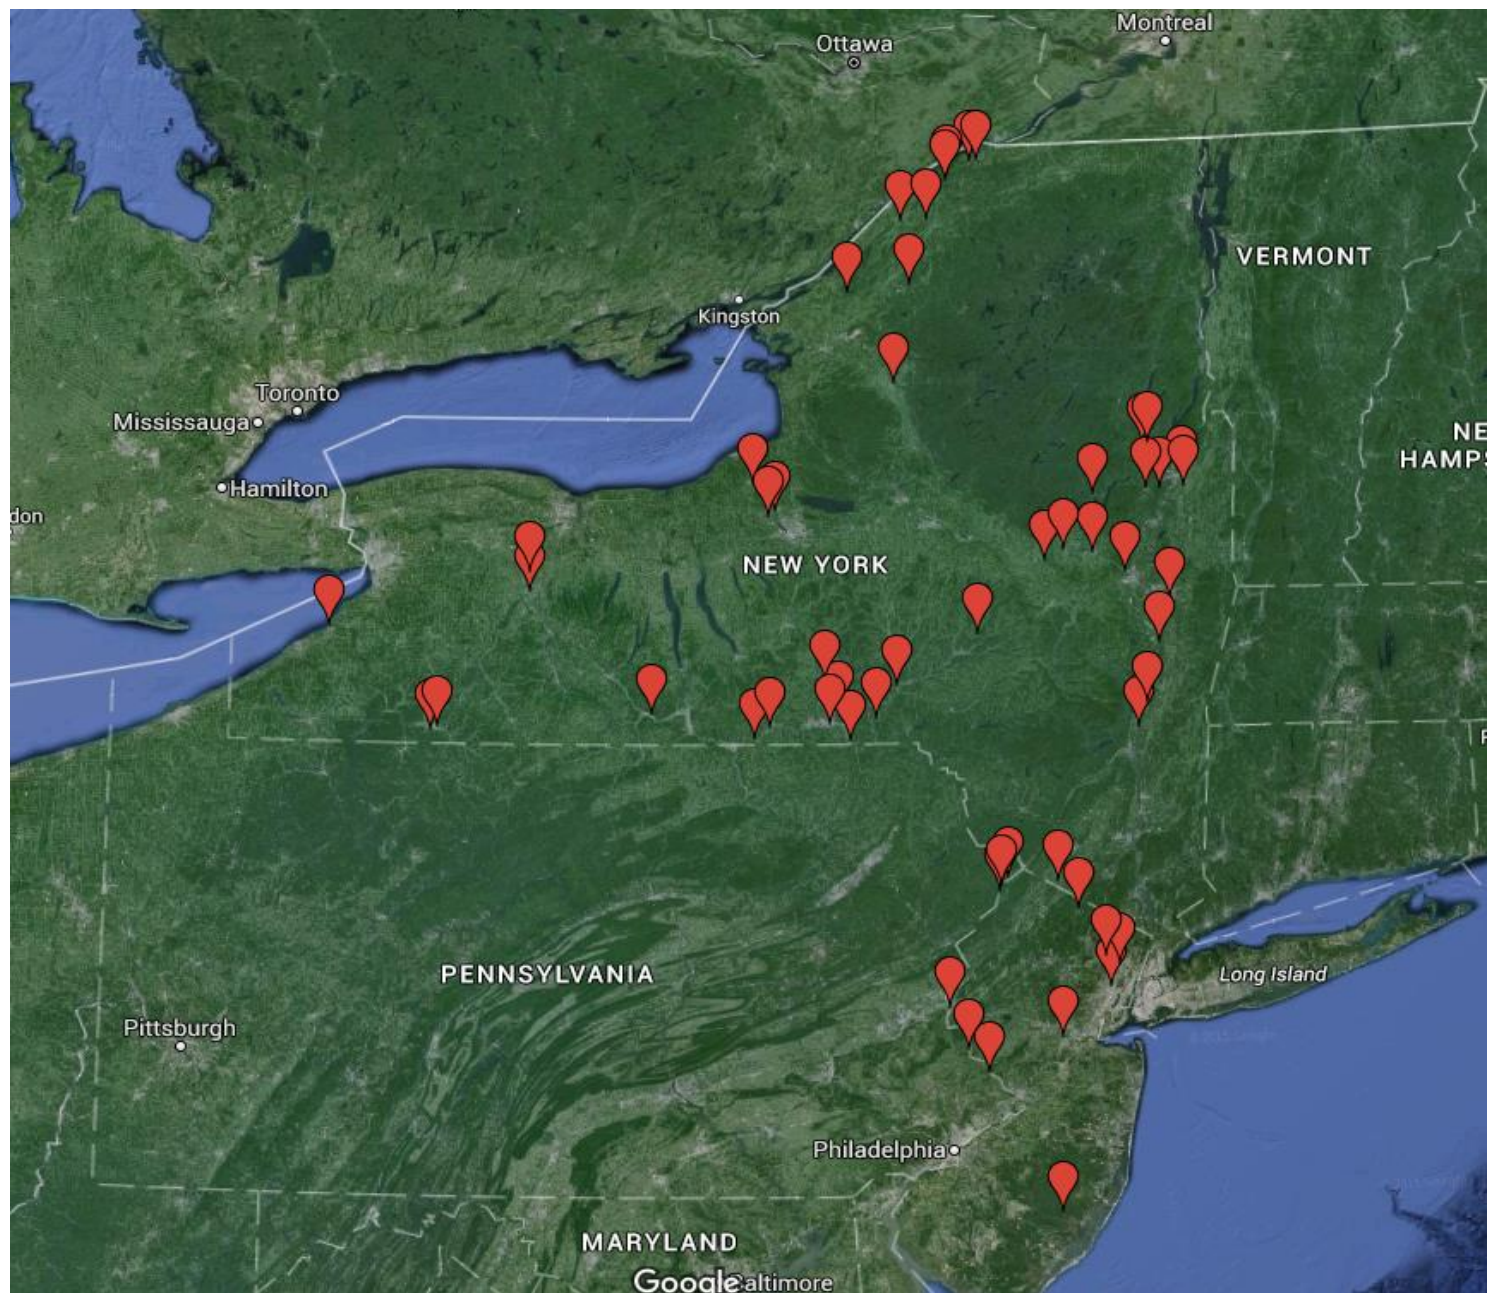 Montreal
Ottawa
VERMONT
Kingston
Toronto
Mississauga
NE
HAMPS
Hamilton
don
NEW YORK
PENNSYLVANIA
Long Island
Pittsburgh
Philadelphia
MARYLAND
Google
Baltimore